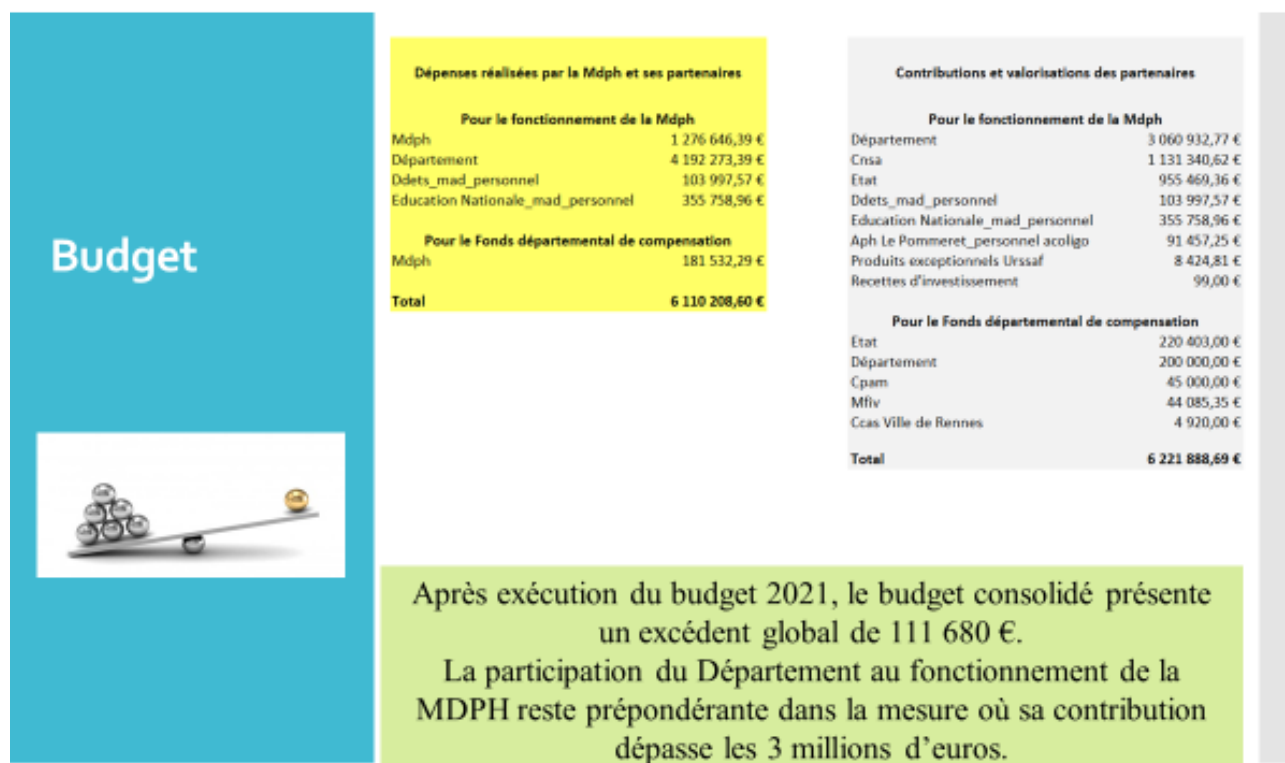 Budget
Dépenses réalisées par la Mdph et ses partenaires
Pour le fonctionnement de la Mdph
Mdph 1 276 646,39 €
Département 4 192 273,39 €
Ddets_mad_personnel 103 997,57 €
Education Nationale_mad_personnel 355 758,96 €
Pour le Fonds départemental de compensation
Mdph 181 532,29 €
Total 6 110 208,60 €
Contributions et valorisations des partenaires
Pour le fonctionnement de la Mdph
Département 3 060 932,77 €
Cnsa 1 131 340,62 €
Etat 955 469,36 €
Ddets_mad_personnel 103 997,57 €
Education Nationale_mad_personnel 355 758,96 €
Aph Le Pommeret_personnel acoligo 91 457,25 €
Produits exceptionnels Urssaf 8 424,81 €
Recettes d'investissement 99,00 €
Pour le Fonds départemental de compensation
Etat 220 403,00 €
Département 200 000,00 €
Cpam 45 000,00 €
Mfiv 44 085,35 €
Ccas Ville de Rennes 4 920,00 €
Total 6 221 888,69 €
Après exécution du budget 2021, le budget consolidé présente
un excédent global de 111 680 €.
La participation du Département au fonctionnement de la
MDPH reste prépondérante dans la mesure où sa contribution
dépasse les 3 millions d’euros.